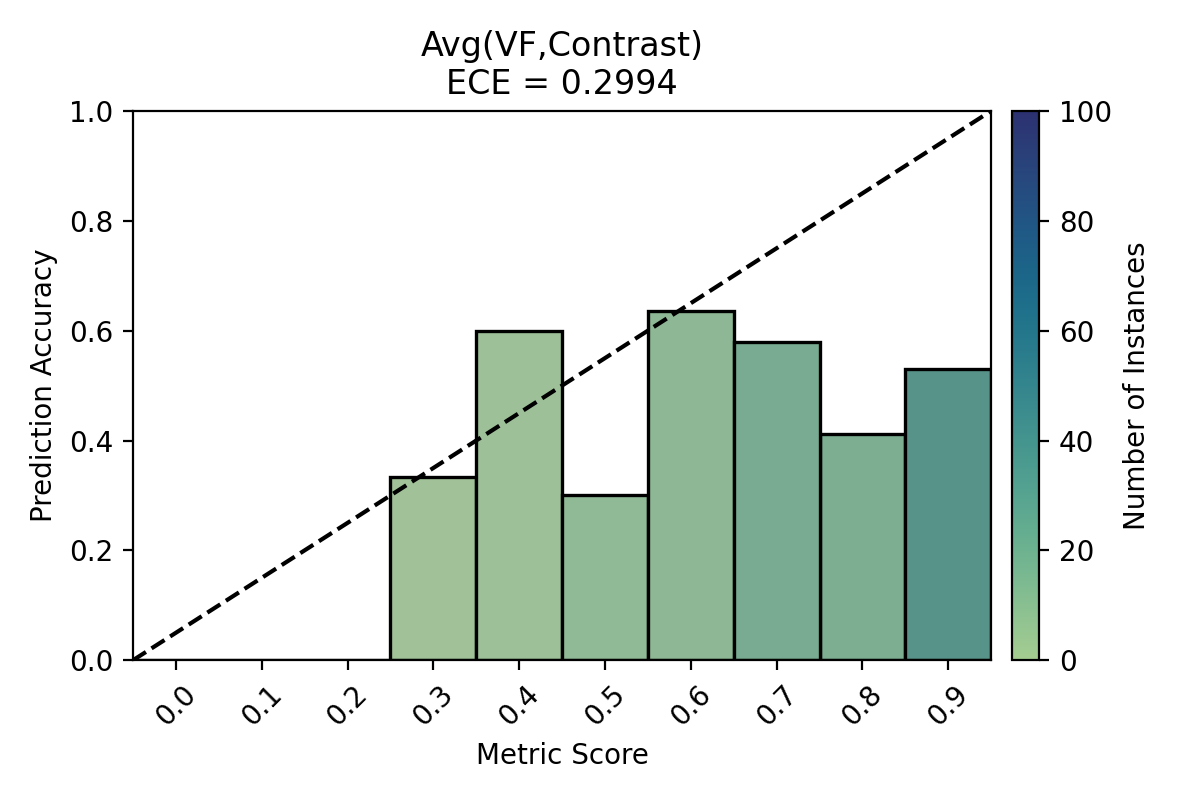 Avg(VF,Contrast)
ECE = 0.2994
1.0
0.8
0.6
0.4
0.2
0.0
Prediction Accuracy
0.0 0.1 0.2 0.3 0.4 0.5 0.6 0.7 0.8 0.9
Metric Score
100
80
60
40
20
0
Number of Instances